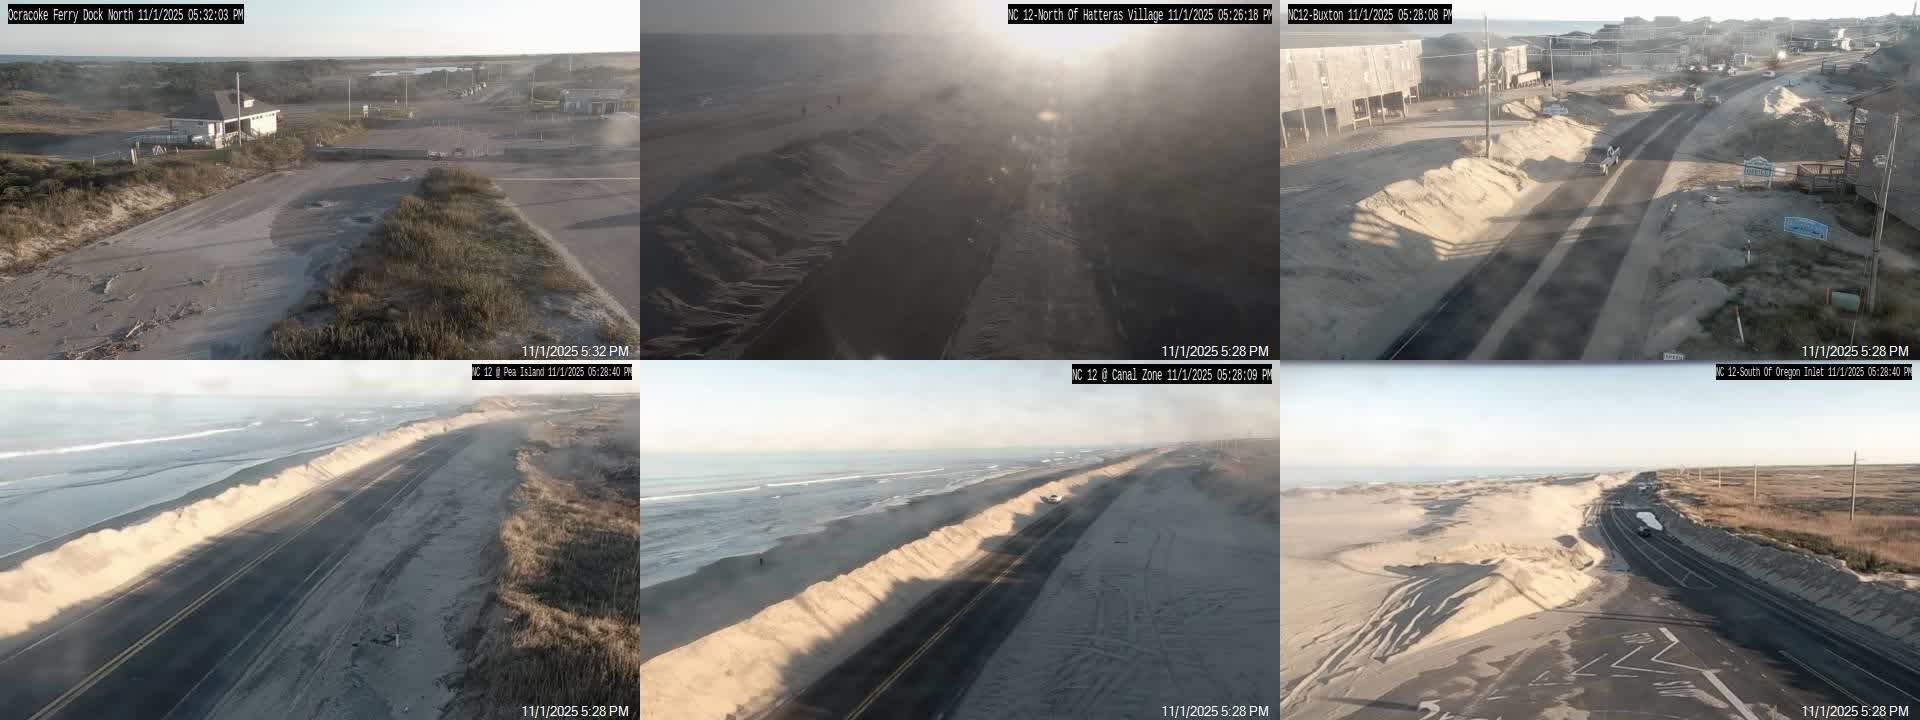 Ocracoke Ferry Dock North 11/1/2025 05:32:03 PM
11/1/2025 5:32 PM
NC 12-North Of Hatteras Village 11/1/2025 05:26:18 PM
11/1/2025 5:28 PM
NC12-Buxton 11/1/2025 05:28:08 PM
11/1/2025 5:28 PM
NC 12 @ Pea Island 11/1/2025 05:28:40 PM
11/1/2025 5:28 PM
NC 12 @ Canal Zone 11/1/2025 05:28:09 PM
11/1/2025 5:28 PM
NC 12-South Of Oregon Inlet 11/1/2025 05:28:40 PM
11/1/2025 5:28 PM